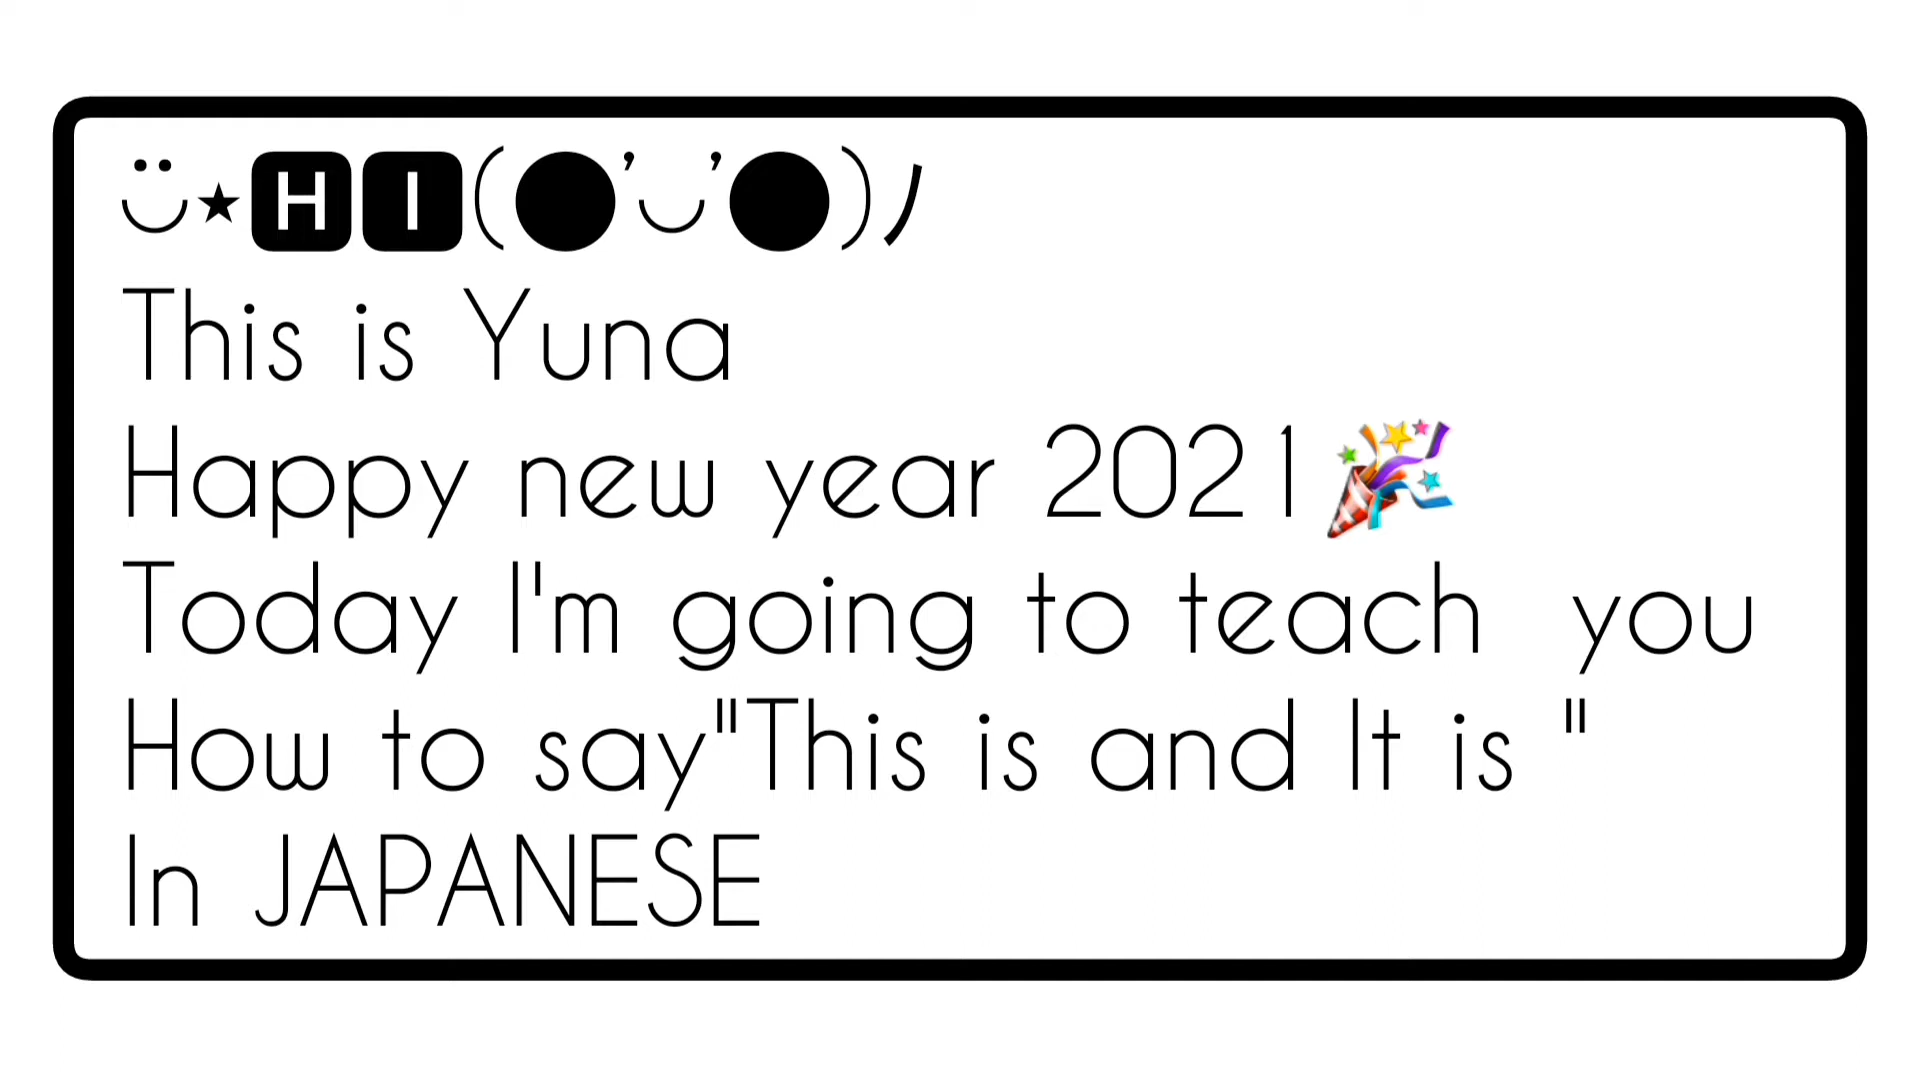 ᵕ̈⋆🅷🅸(●︎'◡'●︎)ﾉ
This is Yuna
Happy new year 2021🎉
Today I'm going to teach  you
How to say"This is and It is "
In JAPANESE